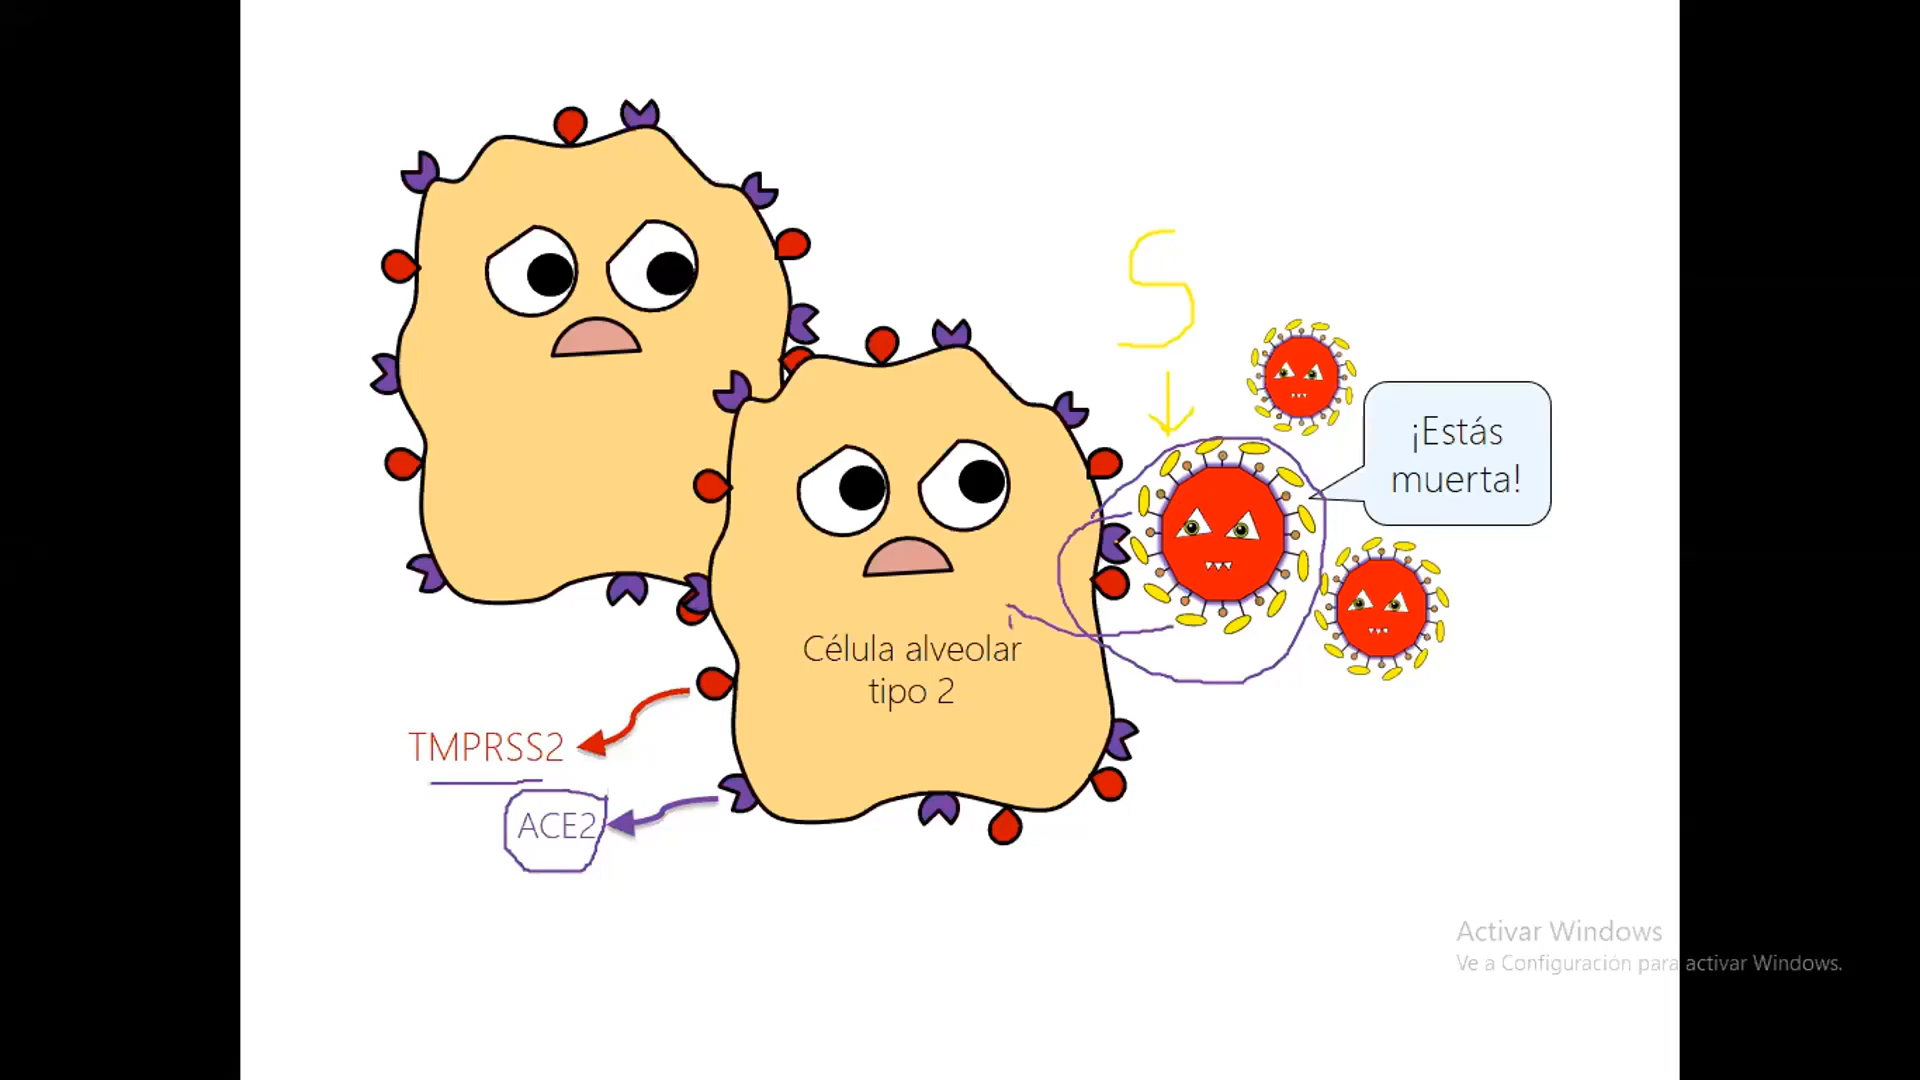 S
¡Estás
muerta!
Célula alveolar
tipo 2
TMPRSS2
ACE2
Activar Windows
Ve a Configuración para activar Windows.